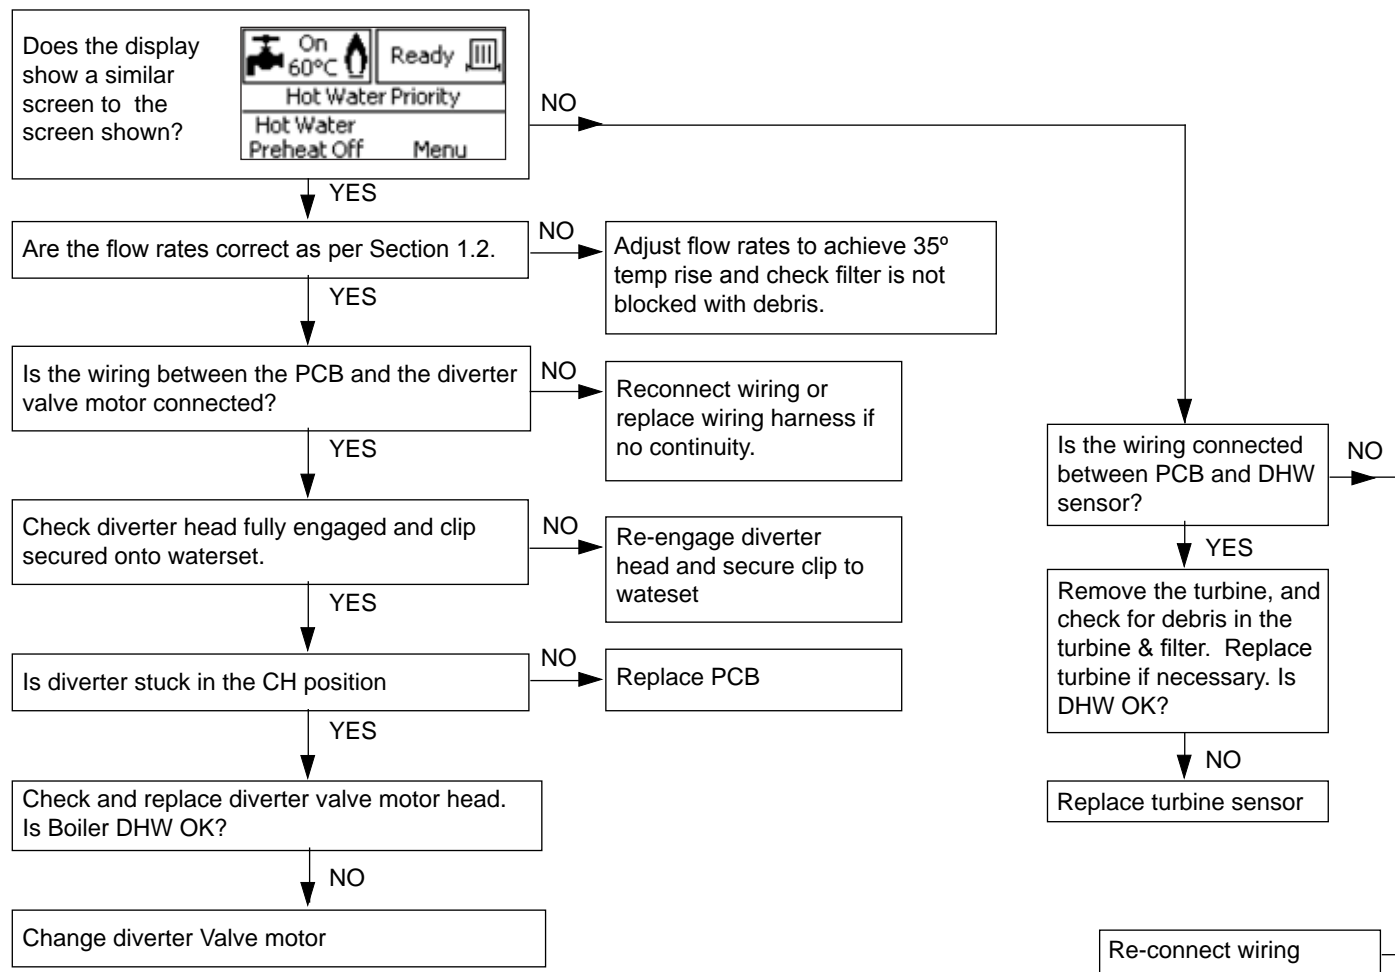 Does the display
show a similar
screen to the
screen shown?
On
60°C
Ready
Hot Water Priority
Hot Water
Preheat Off Menu
NO
YES
Are the flow rates correct as per Section 1.2.
NO
Adjust flow rates to achieve 35º
temp rise and check filter is not
blocked with debris.
YES
Is the wiring between the PCB and the diverter
valve motor connected?
NO
Reconnect wiring or
replace wiring harness if
no continuity.
YES
Check diverter head fully engaged and clip
secured onto waterset.
NO
Re-engage diverter
head and secure clip to
wateset
YES
Is diverter stuck in the CH position
NO
Replace PCB
YES
Check and replace diverter valve motor head.
Is Boiler DHW OK?
NO
Change diverter Valve motor
Is the wiring connected
between PCB and DHW
sensor?
NO
YES
Remove the turbine, and
check for debris in the
turbine & filter. Replace
turbine if necessary. Is
DHW OK?
NO
Replace turbine sensor
Re-connect wiring